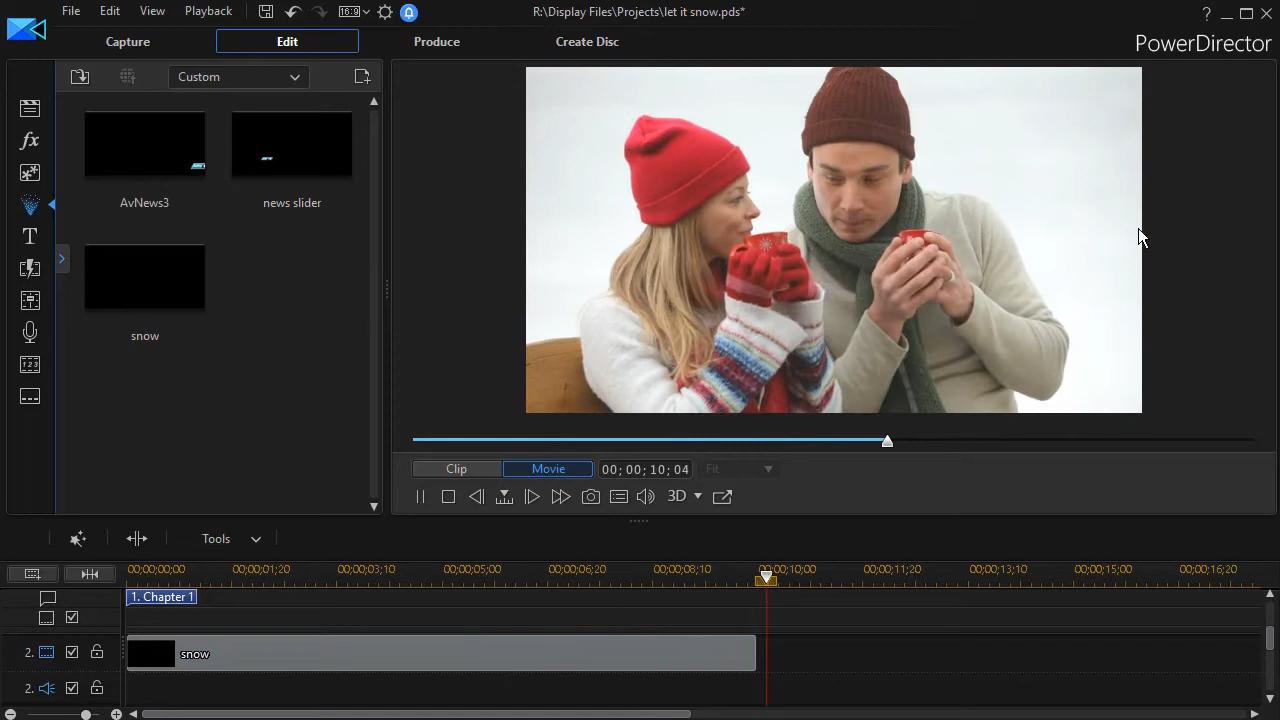 File Edit View Playback 16:9 R:\Display Files\Projects\let it snow.pds* ?
Capture Edit Produce Create Disc PowerDirector
Custom
fx
AvNews3 news slider
T
snow
123
Clip Movie 00; 00; 10; 04 Fit
3D
Tools
00;00;00;00 00;00;01;20 00;00;03;10 00;00;05;00 00;00;06;20 00;00;08;10 00;00;10;00 00;00;11;20 00;00;13;10 00;00;15;00 00;00;16;20
1. Chapter 1
2. snow
2.